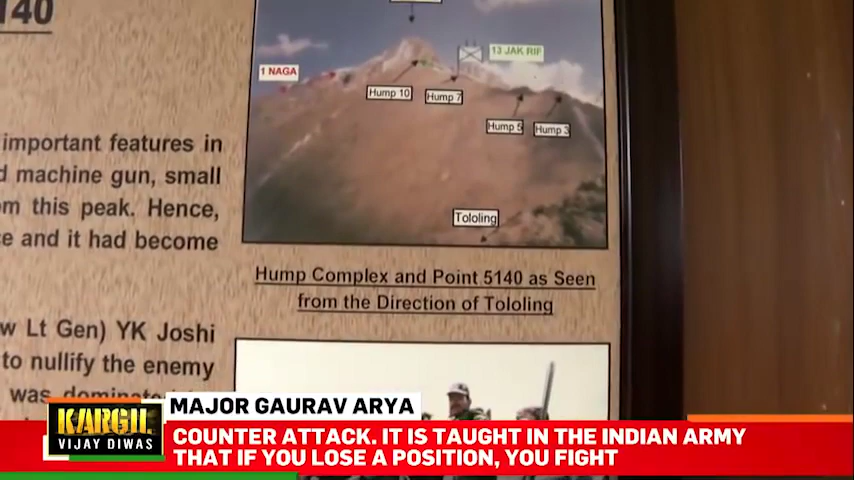 5140
1 NAGA
13 JAK RIF
Hump 10
Hump 7
Hump 5
Hump 3
Tololing
important features in
machine gun, small
this peak. Hence,
and it had become
Hump Complex and Point 5140 as Seen
from the Direction of Tololing
Lt Gen) YK Joshi
to nullify the enemy
was
KARGIL
VIJAY DIWAS
MAJOR GAURAV ARYA
COUNTER ATTACK. IT IS TAUGHT IN THE INDIAN ARMY
THAT IF YOU LOSE A POSITION, YOU FIGHT